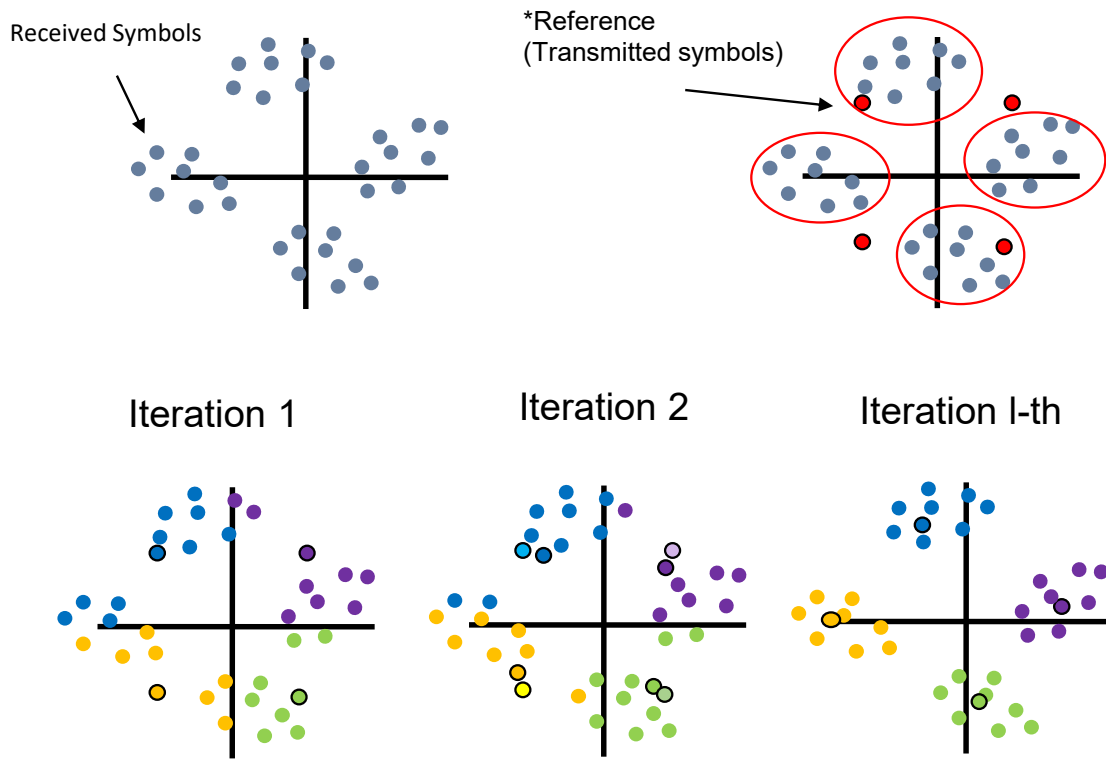 Received Symbols
*Reference
(Transmitted symbols)
Iteration 1
Iteration 2
Iteration I-th